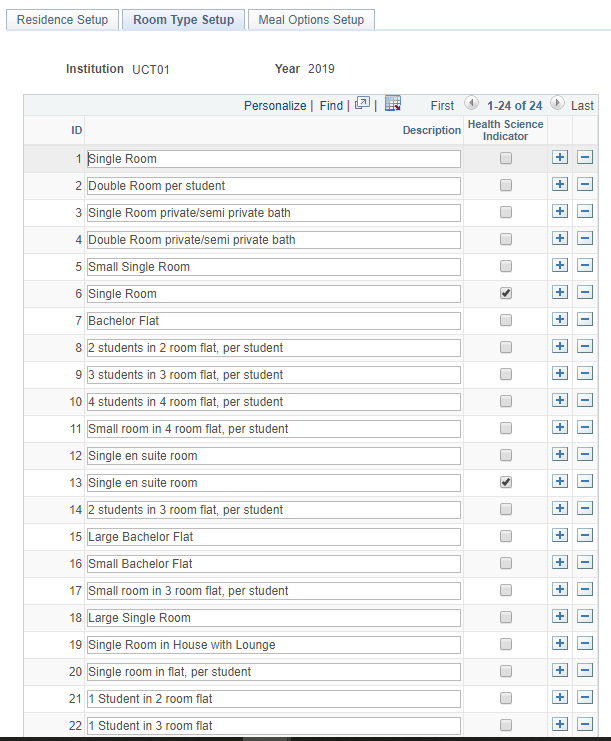 Residence Setup Room Type Setup Meal Options Setup
Institution UCT01 Year 2019
Personalize | Find | | First 1-24 of 24 Last
ID Description Health Science Indicator
1 Single Room
2 Double Room per student
3 Single Room private/semi private bath
4 Double Room private/semi private bath
5 Small Single Room
6 Single Room
7 Bachelor Flat
8 2 students in 2 room flat, per student
9 3 students in 3 room flat, per student
10 4 students in 4 room flat, per student
11 Small room in 4 room flat, per student
12 Single en suite room
13 Single en suite room
14 2 students in 3 room flat, per student
15 Large Bachelor Flat
16 Small Bachelor Flat
17 Small room in 3 room flat, per student
18 Large Single Room
19 Single Room in House with Lounge
20 Single room in flat, per student
21 1 Student in 2 room flat
22 1 Student in 3 room flat